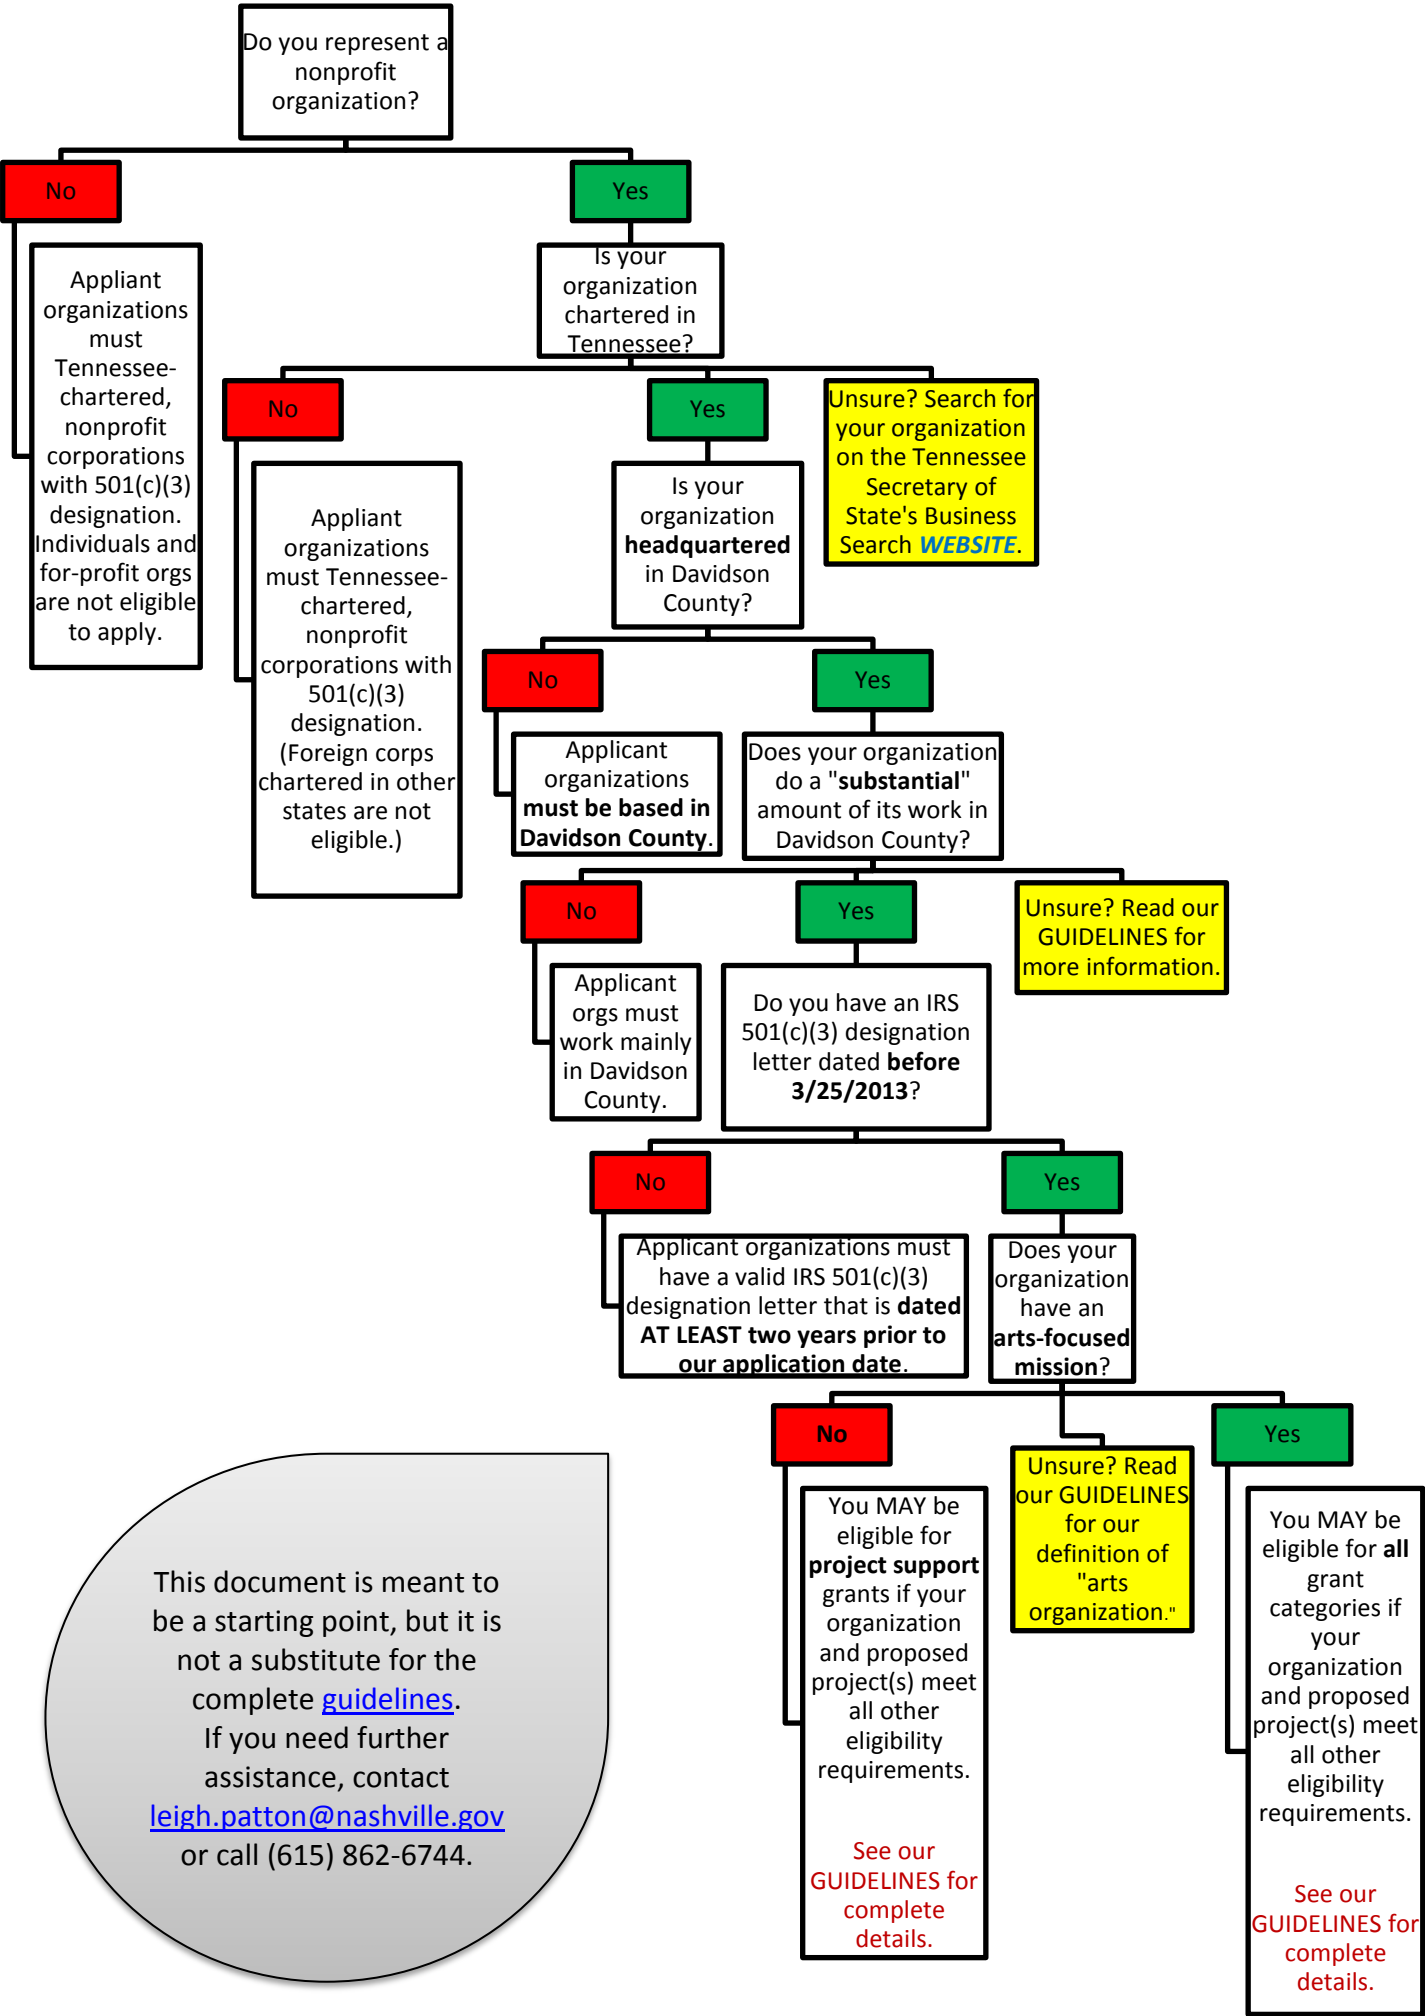 Do you represent a
nonprofit
organization?
No
Yes
Appliant
organizations
must
Tennessee-
chartered,
nonprofit
corporations
with 501(c)(3)
designation.
Individuals and
for-profit orgs
are not eligible
to apply.
Is your
organization
chartered in
Tennessee?
No
Yes
Unsure? Search for
your organization
on the Tennessee
Secretary of
State's Business
Search WEBSITE.
Appliant
organizations
must Tennessee-
chartered,
nonprofit
corporations with
501(c)(3)
designation.
(Foreign corps
chartered in other
states are not
eligible.)
Is your
organization
headquartered
in Davidson
County?
No
Yes
Applicant
organizations
must be based in
Davidson County.
Does your organization
do a "substantial"
amount of its work in
Davidson County?
No
Yes
Unsure? Read our
GUIDELINES for
more information.
Applicant
orgs must
work mainly
in Davidson
County.
Do you have an IRS
501(c)(3) designation
letter dated before
3/25/2013?
No
Yes
Applicant organizations must
have a valid IRS 501(c)(3)
designation letter that is dated
AT LEAST two years prior to
our application date.
Does your
organization
have an
arts-focused
mission?
No
Unsure? Read
our GUIDELINES
for our
definition of
"arts
organization."
Yes
You MAY be
eligible for
project support
grants if your
organization
and proposed
project(s) meet
all other
eligibility
requirements.
See our
GUIDELINES for
complete
details.
You MAY be
eligible for all
grant
categories if
your
organization
and proposed
project(s) meet
all other
eligibility
requirements.
See our
GUIDELINES for
complete
details.
This document is meant to
be a starting point, but it is
not a substitute for the
complete guidelines.
If you need further
assistance, contact
leigh.patton@nashville.gov
or call (615) 862-6744.